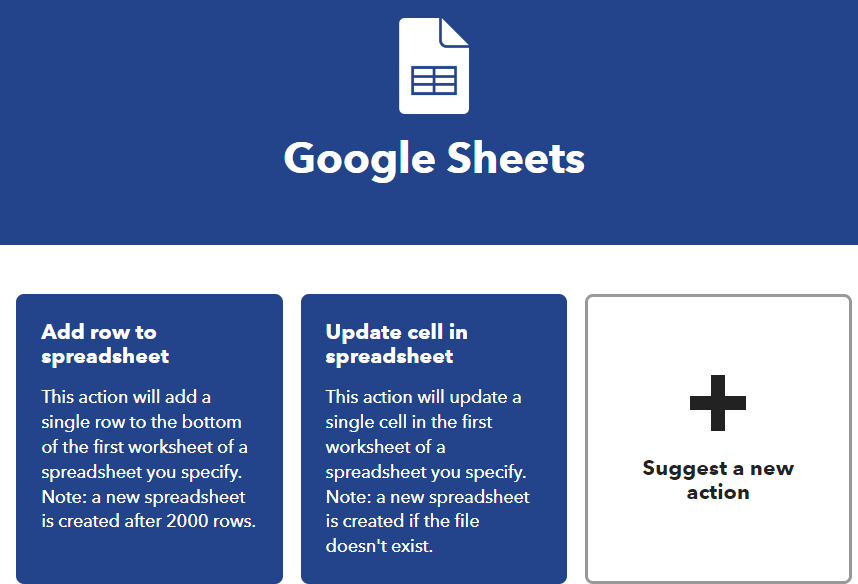 Google Sheets
Add row to
spreadsheet
This action will add a
single row to the bottom
of the first worksheet of a
spreadsheet you specify.
Note: a new spreadsheet
is created after 2000 rows.
Update cell in
spreadsheet
This action will update a
single cell in the first
worksheet of a
spreadsheet you specify.
Note: a new spreadsheet
is created if the file
doesn't exist.
Suggest a new
action